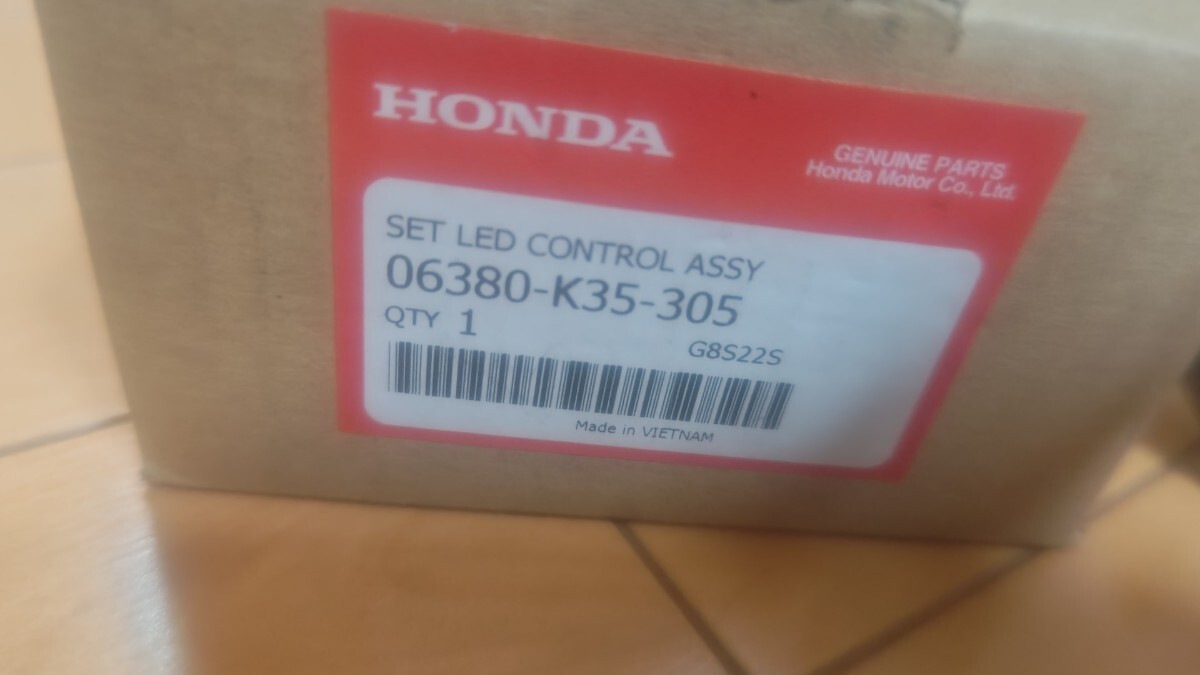 HONDA
GENUINE PARTS
Honda Motor Co., Ltd.
SET LED CONTROL ASSY
06380-K35-305
QTY 1
G8S22S
Made in VIETNAM